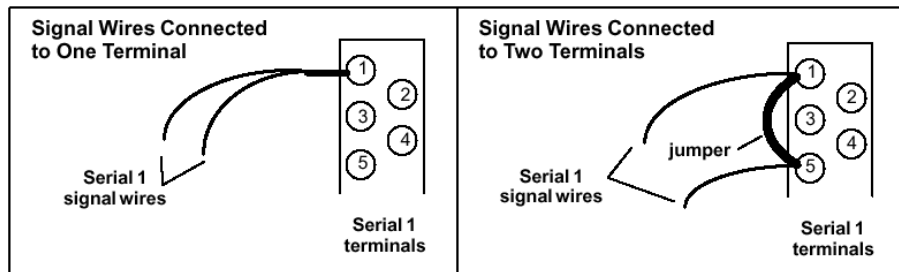 Signal Wires Connected
to One Terminal
1
2
3
4
5
Serial 1
signal wires
Serial 1
terminals
Signal Wires Connected
to Two Terminals
1
2
3
4
jumper
5
Serial 1
signal wires
Serial 1
terminals